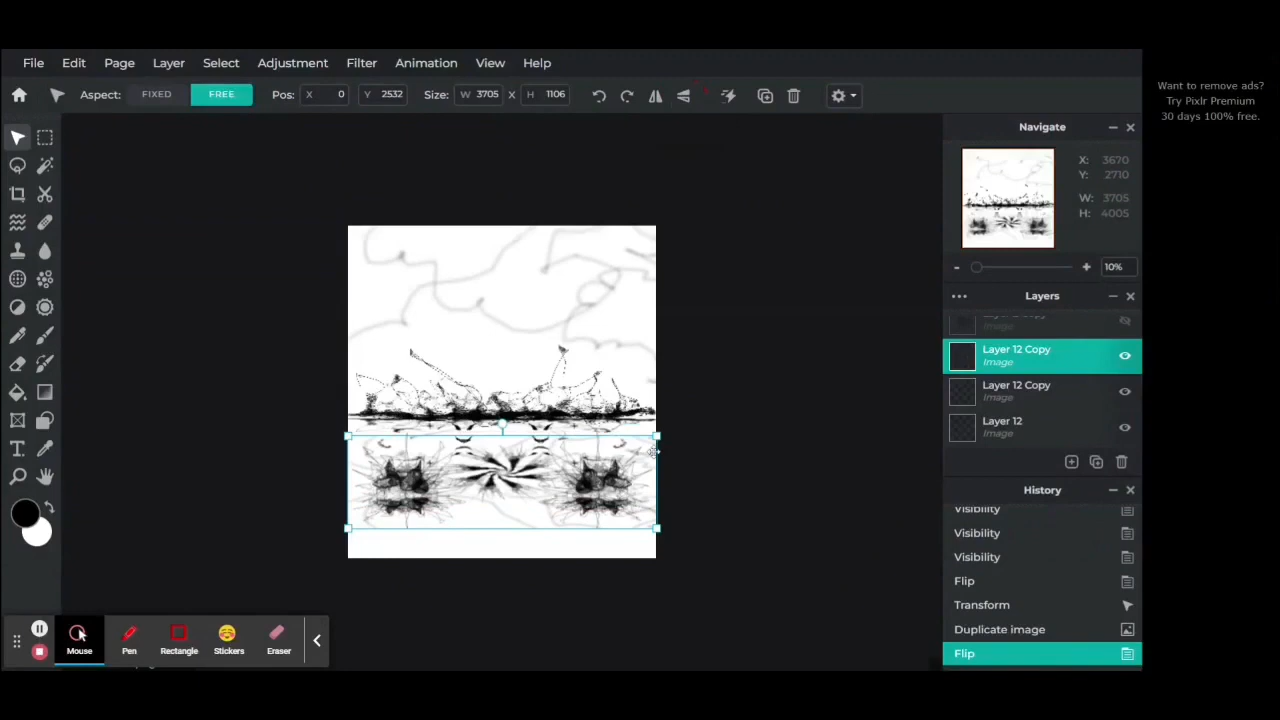 File Edit Page Layer Select Adjustment Filter Animation View Help
Want to remove ads?
Try Pixlr Premium
30 days 100% free.
Aspect: FIXED FREE Pos: X 0 Y 2532 Size: W 3705 X H 1106
Navigate
X: 3670
Y: 2710
W: 3705
H: 4005
- + 10%
Layers
Image
Layer 12 Copy
Image
Layer 12 Copy
Image
Layer 12
Image
History
Visibility
Visibility
Visibility
Flip
Transform
Duplicate image
Flip
Mouse Pen Rectangle Stickers Eraser